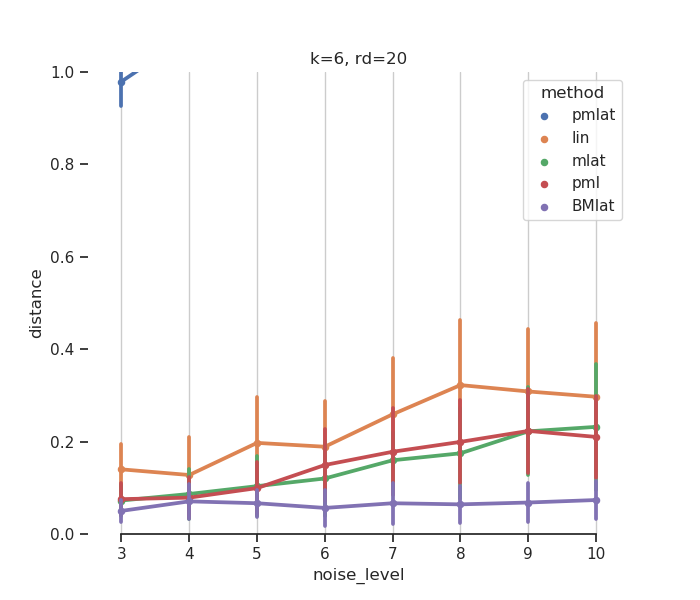 k=6, rd=20
1.0
0.8
0.6
0.4
0.2
0.0
distance
method
pmlat
lin
mlat
pml
BMlat
3 4 5 6 7 8 9 10
noise_level